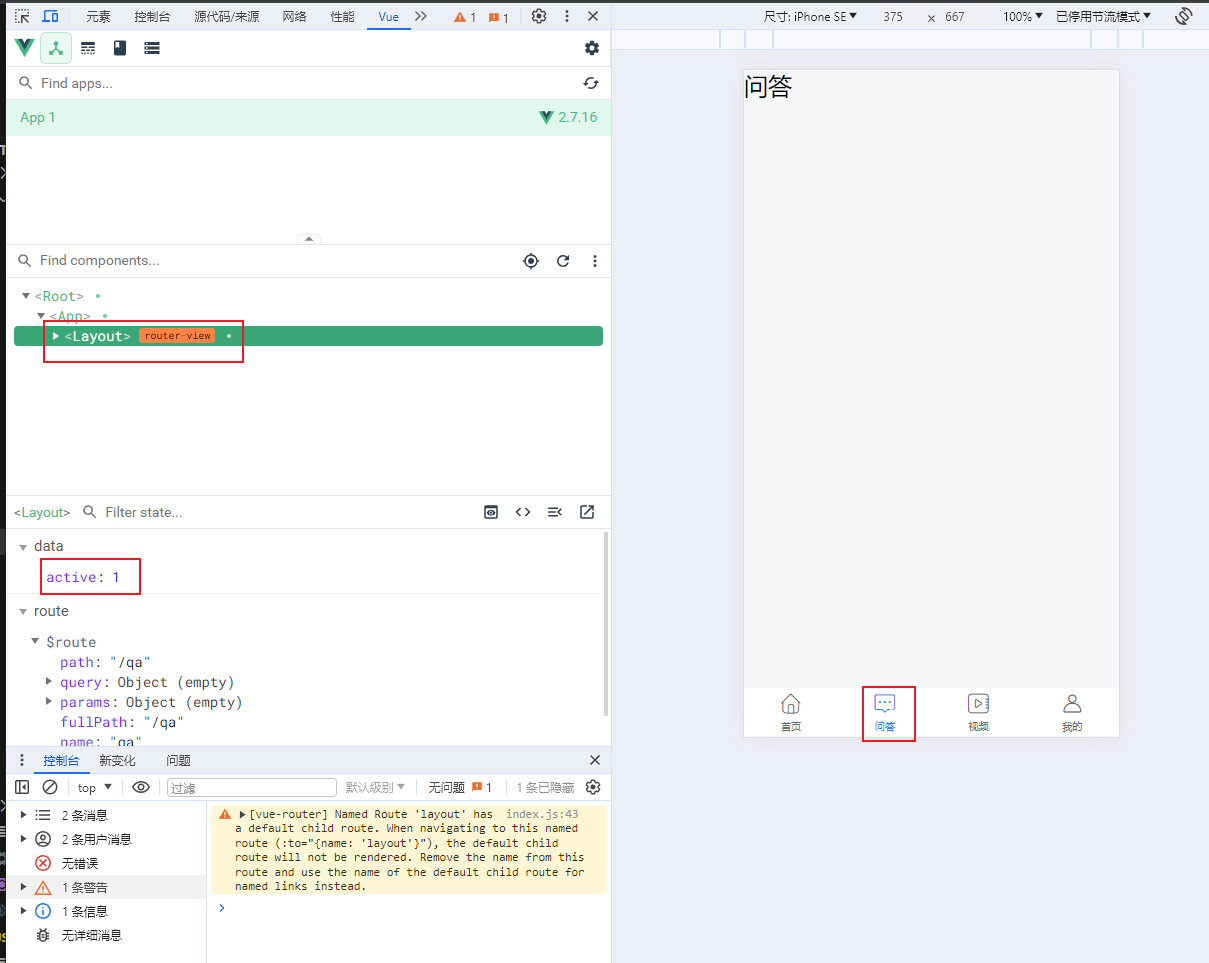 元素 控制台 源代码/来源 网络 性能 Vue 1 1
尺寸: iPhone SE 375 × 667 100% 已停用节流模式
Find apps...
App 1 2.7.16
Find components...
<Root>
<App>
<Layout> router-view
<Layout> Filter state...
data
active: 1
route
$route
path: "/qa"
query: Object (empty)
params: Object (empty)
fullPath: "/qa"
name: "qa"
控制台 新变化 问题
top 过滤 默认级别 无问题 1 1 条已隐藏
2 条消息
2 条用户消息
无错误
1 条警告
1 条信息
无详细消息
[vue-router] Named Route 'layout' has index.js:43
a default child route. When navigating to this named
route (:to="{name: 'layout'}"), the default child
route will not be rendered. Remove the name from this
route and use the name of the default child route for
named links instead.
问答
首页 问答 视频 我的